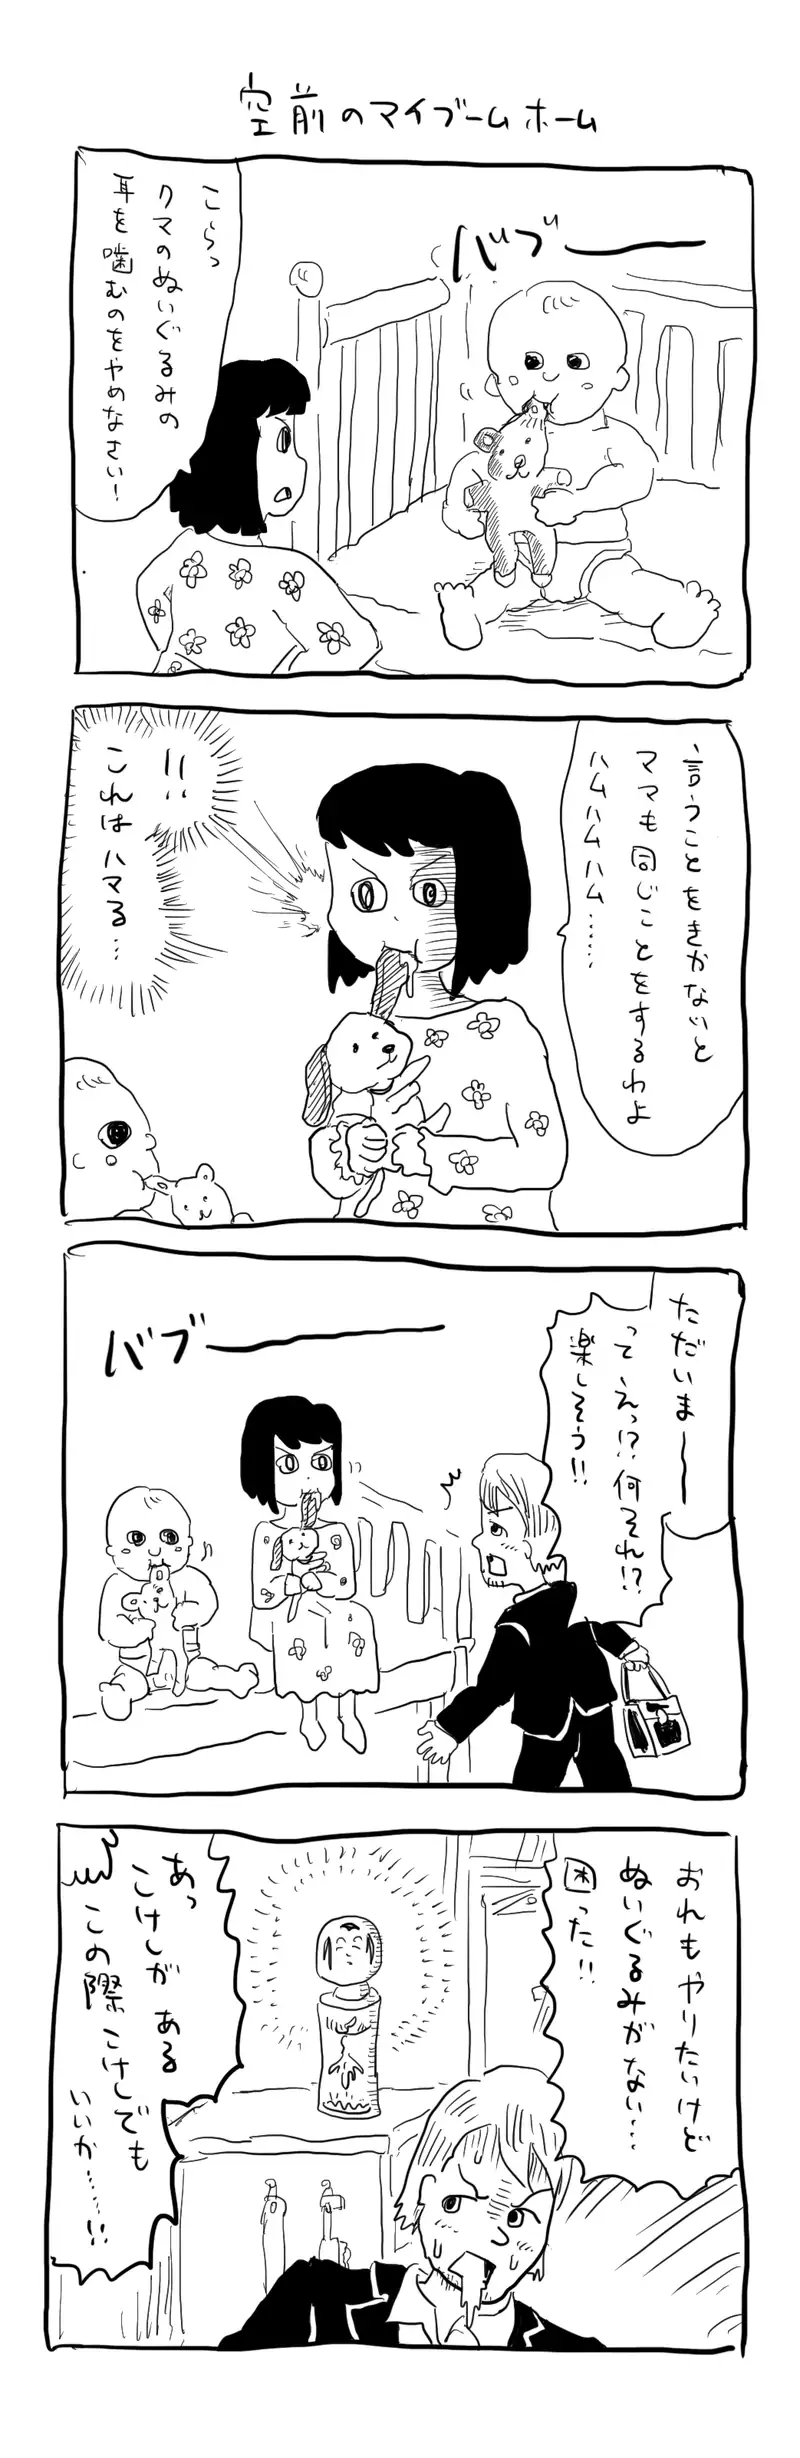 空前のマイブームホーム
バブー
こらっ
クマのぬいぐるみの
耳を噛むのをやめなさい！
言うことをきかないと
ママも同じことをするわよ
ハムハムハム……
!!
これはハマる…
ただいまー
って、えっ!?何それ!?
楽しそう!!
バブー
おれもやりたいけど
ぬいぐるみがない…
困った!!
あっ
こけしがある
この際こけしでも
いいか……!!